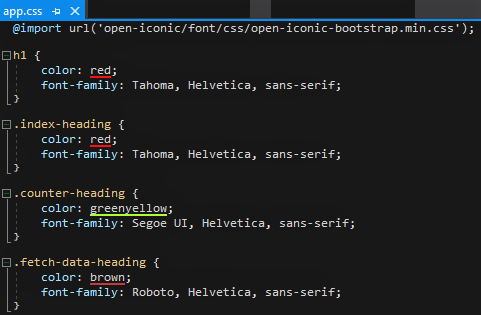 app.css
@import url('open-iconic/font/css/open-iconic-bootstrap.min.css');
h1 {
color: red;
font-family: Tahoma, Helvetica, sans-serif;
}
.index-heading {
color: red;
font-family: Tahoma, Helvetica, sans-serif;
}
.counter-heading {
color: greenyellow;
font-family: Segoe UI, Helvetica, sans-serif;
}
.fetch-data-heading {
color: brown;
font-family: Roboto, Helvetica, sans-serif;
}